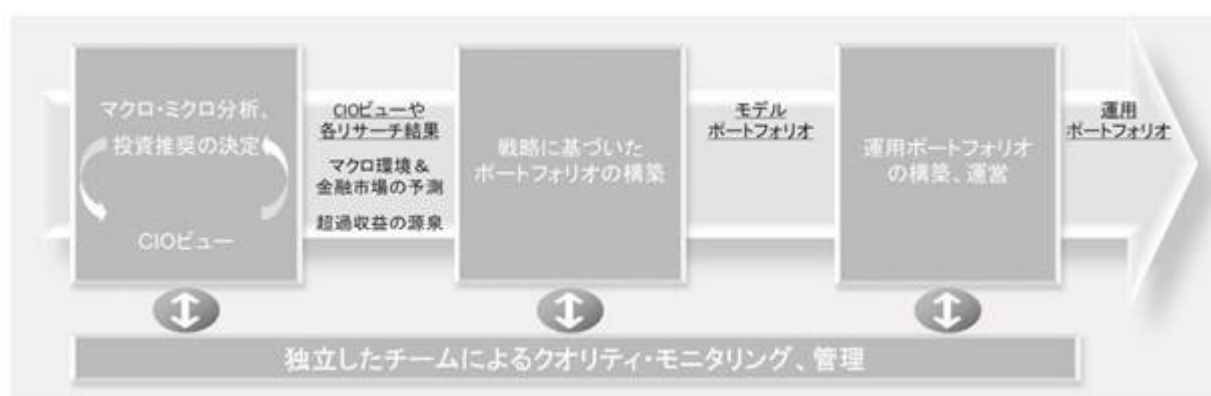 マクロ・ミクロ分析、
投資推奨の決定
CIOビュー
CIOビューや
各リサーチ結果
マクロ環境&
金融市場の予測
超過収益の源泉
戦略に基づいた
ポートフォリオの構築
モデル
ポートフォリオ
運用ポートフォリオ
の構築、運営
運用
ポートフォリオ
独立したチームによるクオリティ・モニタリング、管理